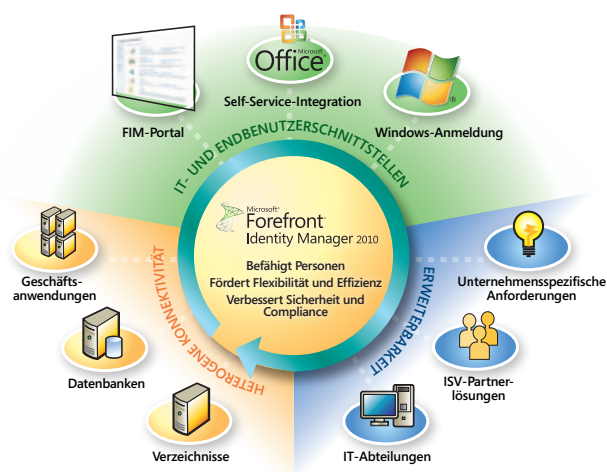 Microsoft
Office
Self-Service-Integration
FIM-Portal
Windows-Anmeldung
IT- UND ENDBENUTZERSCHNITTSTELLEN
Microsoft
Forefront
Identity Manager 2010
Befähigt Personen
Fördert Flexibilität und Effizienz
Verbessert Sicherheit und
Compliance
HETEROGENE KONNEKTIVITÄT
ERWEITERBARKEIT
Geschäfts-
anwendungen
Datenbanken
Verzeichnisse
Unternehmensspezifische
Anforderungen
ISV-Partner-
lösungen
IT-Abteilungen